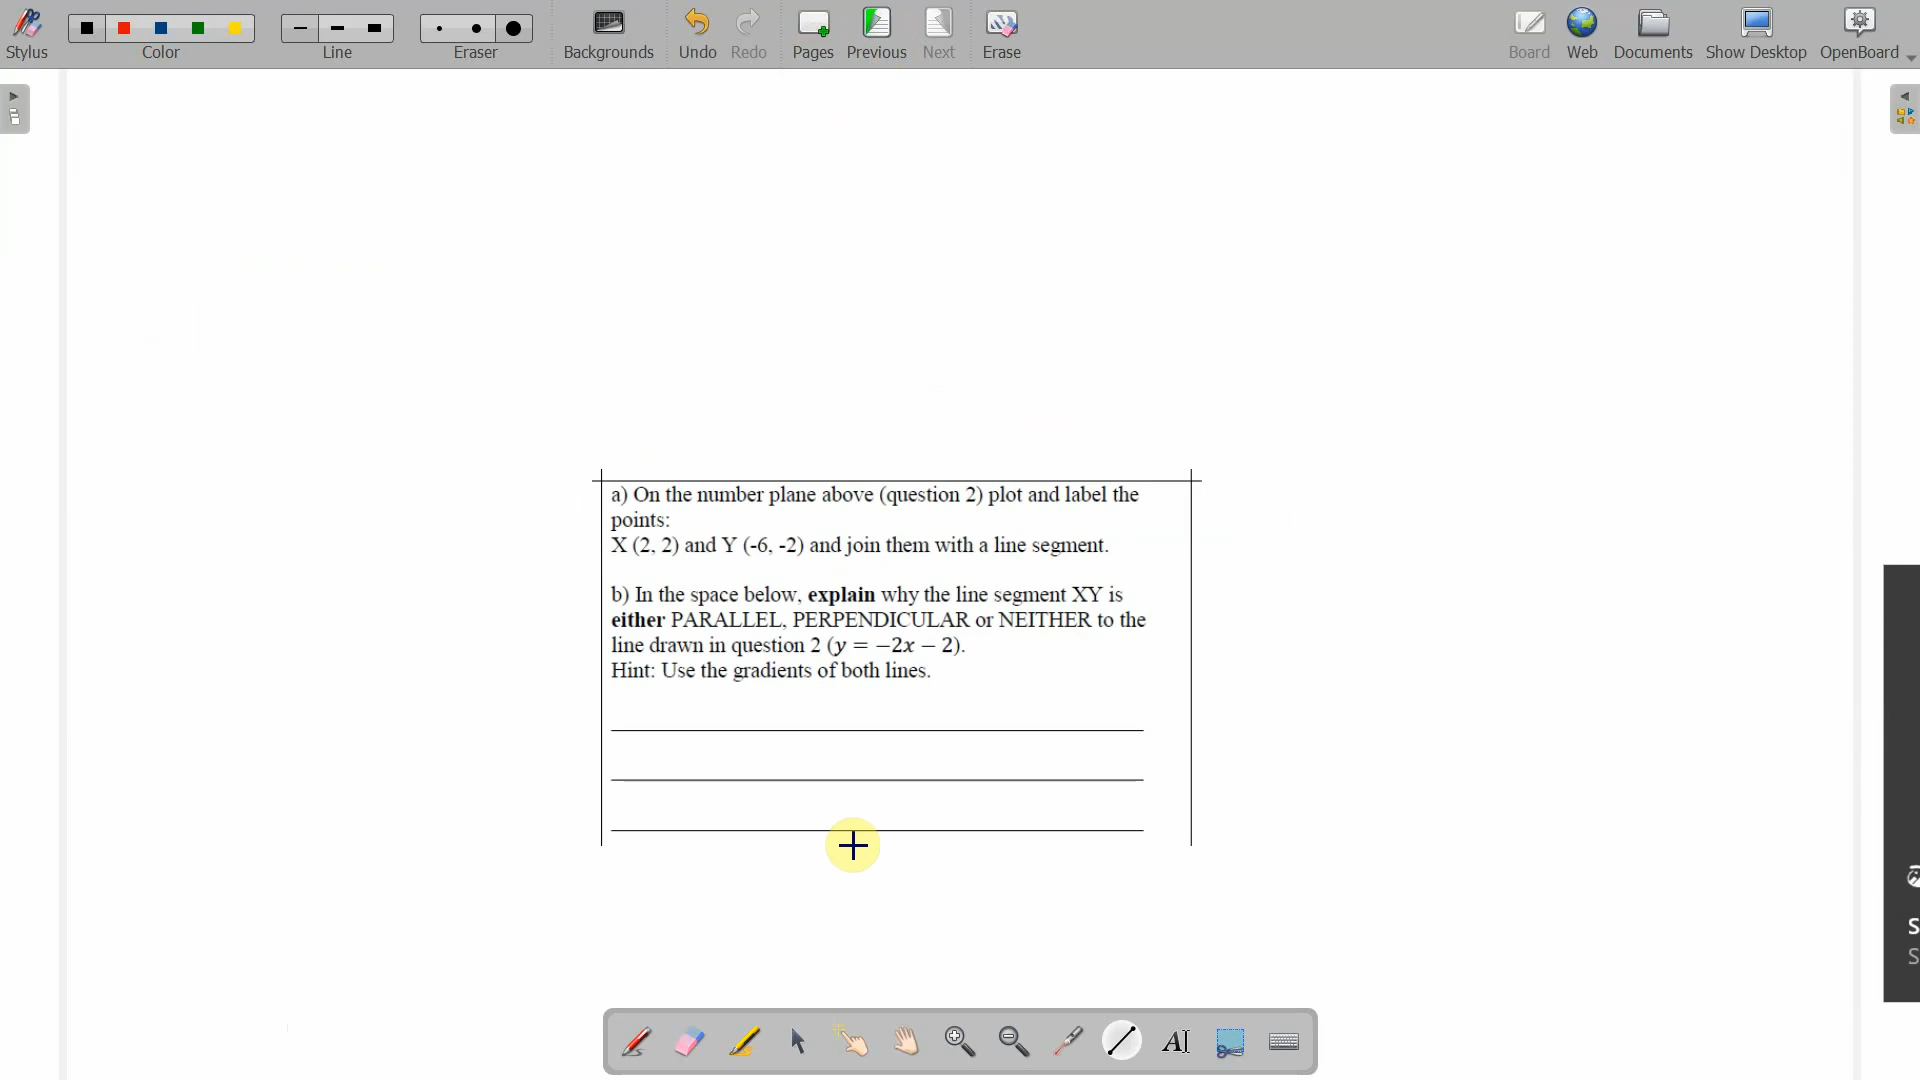 Stylus
Color
Line
Eraser
Backgrounds
Undo
Redo
Pages
Previous
Next
Erase
Board
Web
Documents
Show Desktop
OpenBoard
a) On the number plane above (question 2) plot and label the
points:
X (2, 2) and Y (-6, -2) and join them with a line segment.
b) In the space below, explain why the line segment XY is
either PARALLEL, PERPENDICULAR or NEITHER to the
line drawn in question 2 (y = −2x − 2).
Hint: Use the gradients of both lines.